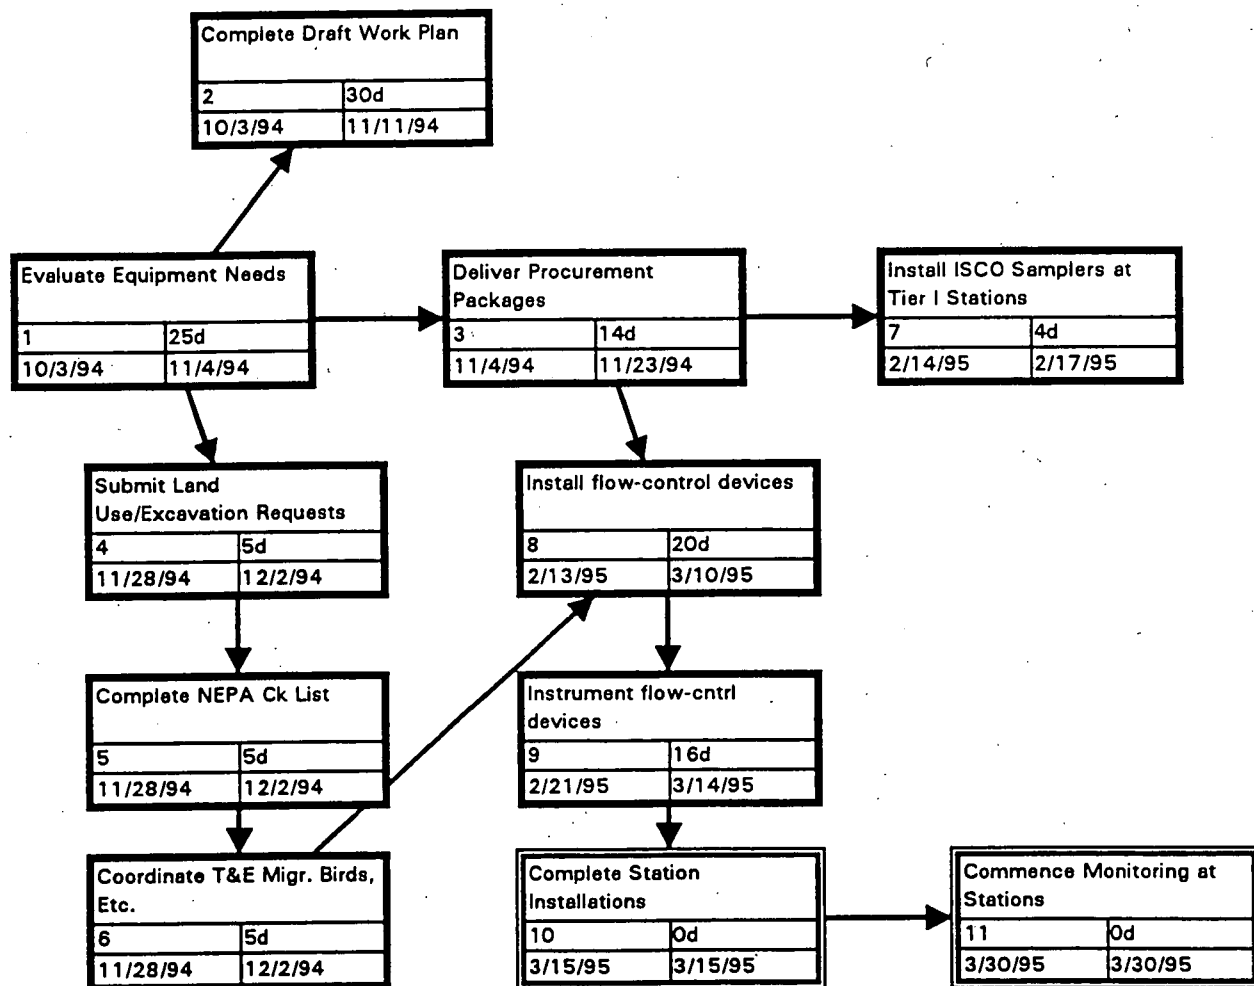 Complete Draft Work Plan
2 30d
10/3/94 11/11/94
Evaluate Equipment Needs
1 25d
10/3/94 11/4/94
Deliver Procurement
Packages
3 14d
11/4/94 11/23/94
Install ISCO Samplers at
Tier I Stations
7 4d
2/14/95 2/17/95
Submit Land
Use/Excavation Requests
4 5d
11/28/94 12/2/94
Install flow-control devices
8 20d
2/13/95 3/10/95
Complete NEPA Ck List
5 5d
11/28/94 12/2/94
Instrument flow-cntrl
devices
9 16d
2/21/95 3/14/95
Coordinate T&E Migr. Birds,
Etc.
6 5d
11/28/94 12/2/94
Complete Station
Installations
10 0d
3/15/95 3/15/95
Commence Monitoring at
Stations
11 0d
3/30/95 3/30/95